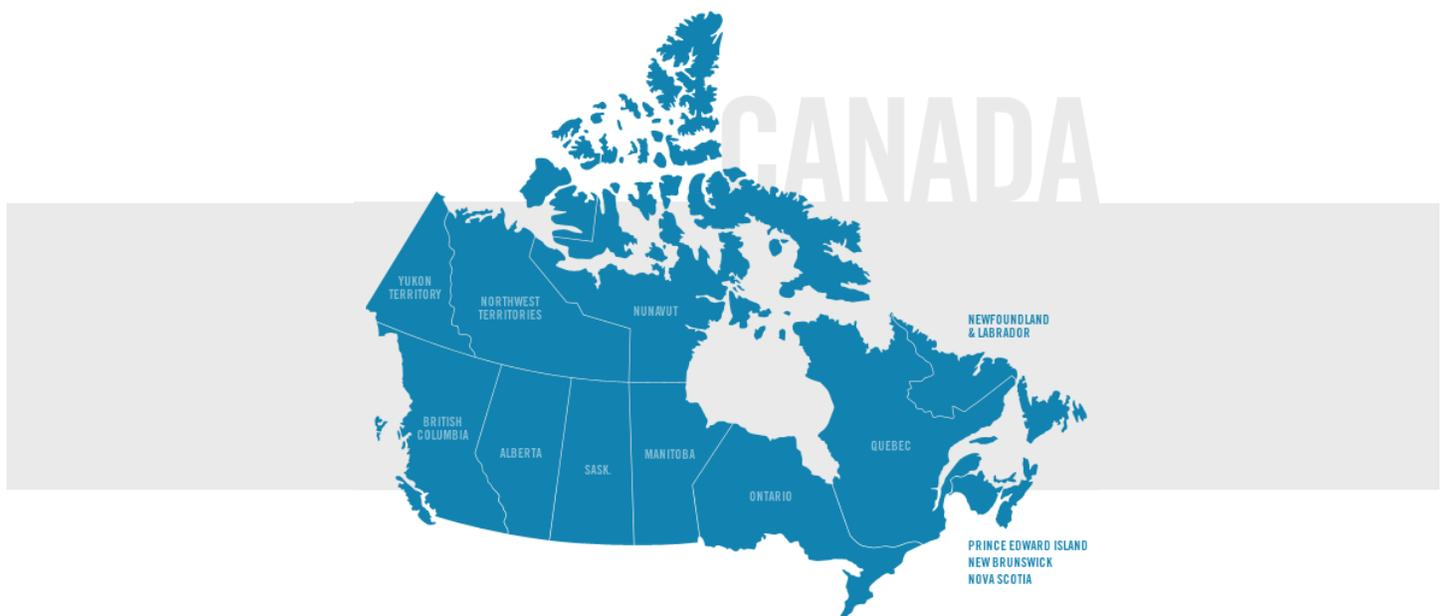 CANADA
YUKON
TERRITORY
NORTHWEST
TERRITORIES
NUNAVUT
NEWFOUNDLAND
& LABRADOR
BRITISH
COLUMBIA
ALBERTA
SASK.
MANITOBA
ONTARIO
QUEBEC
PRINCE EDWARD ISLAND
NEW BRUNSWICK
NOVA SCOTIA